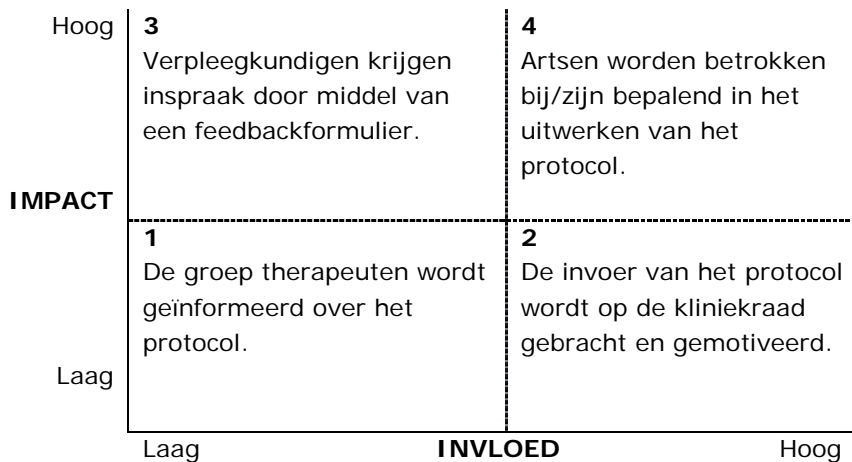 Hoog
3
Verpleegkundigen krijgen
inspraak door middel van
een feedbackformulier.
4
Artsen worden betrokken
bij/zijn bepalend in het
uitwerken van het
protocol.
IMPACT
1
De groep therapeuten wordt
geïnformeerd over het
protocol.
2
De invoer van het protocol
wordt op de kliniekraad
gebracht en gemotiveerd.
Laag
Laag INVLOED Hoog